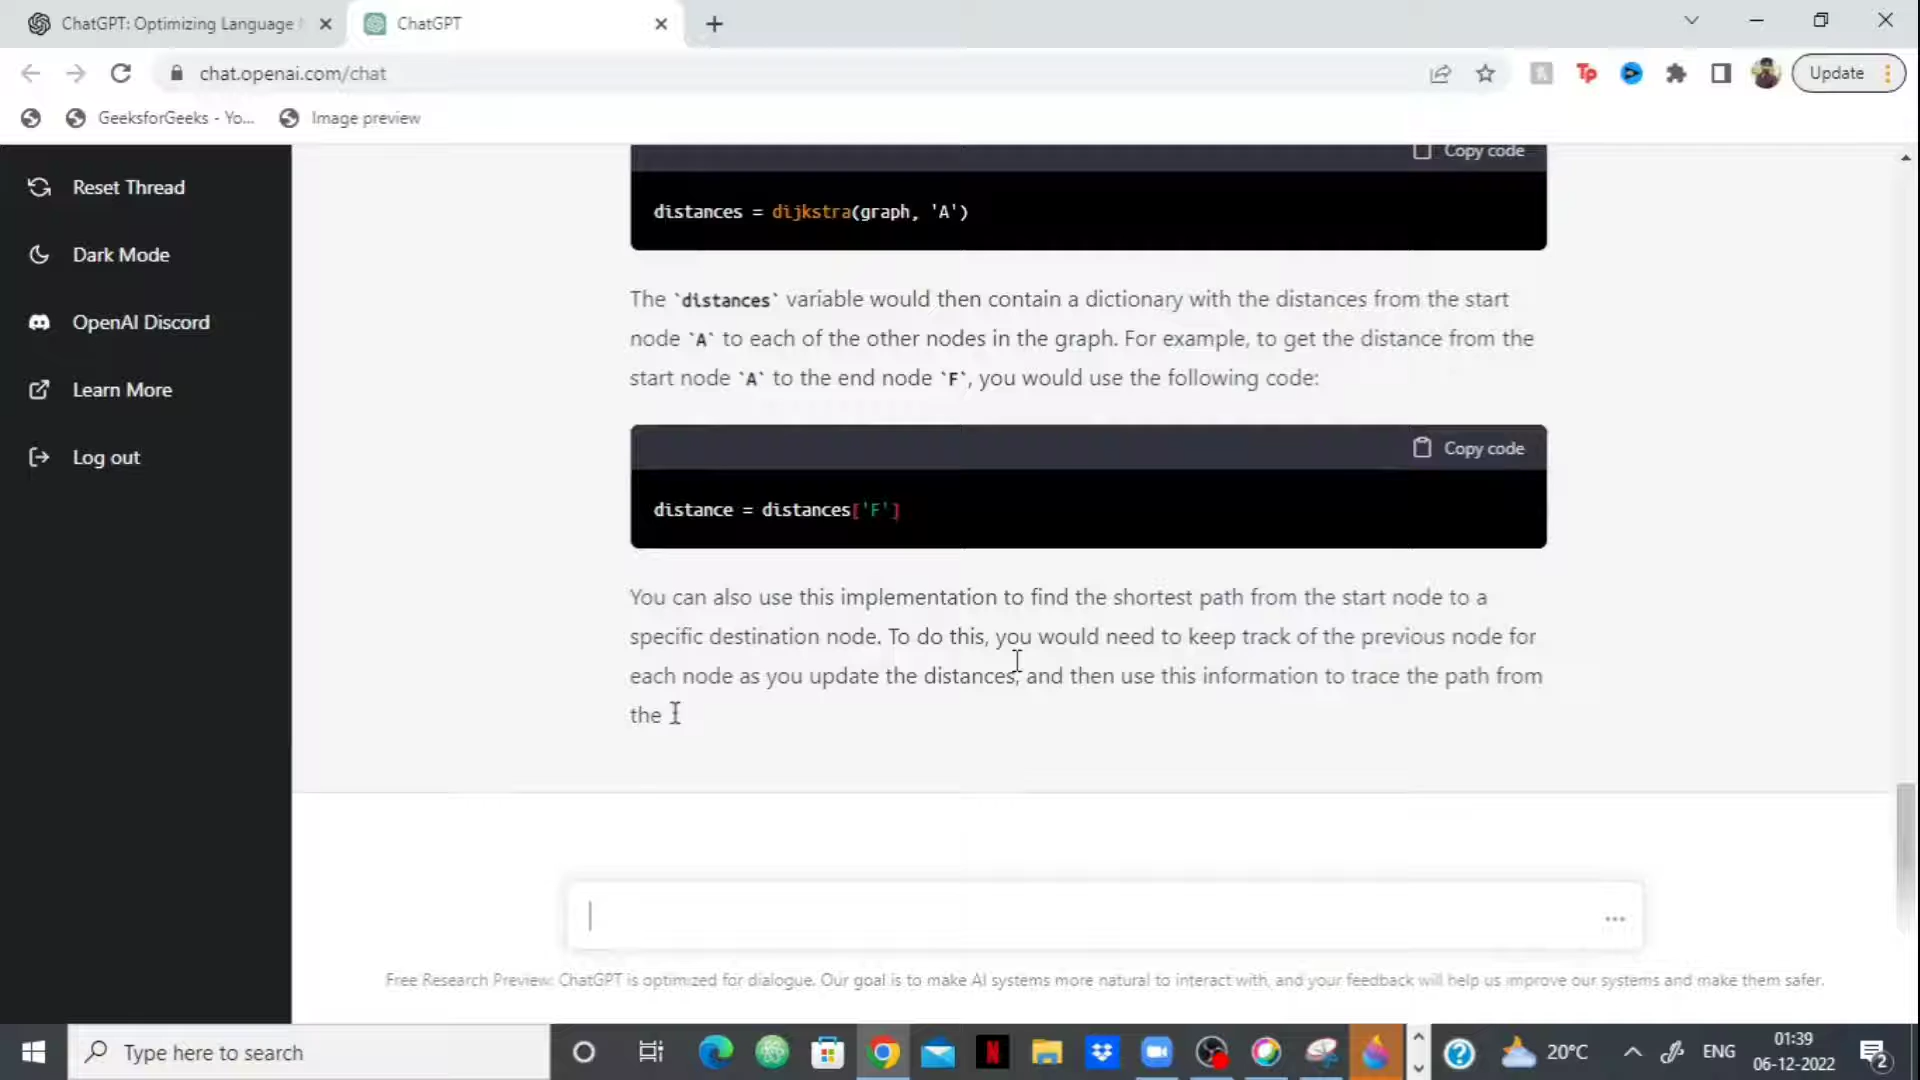 ChatGPT: Optimizing Language
ChatGPT
chat.openai.com/chat
Tp
Update
GeeksforGeeks - Yo...
Image preview
Reset Thread
Dark Mode
OpenAI Discord
Learn More
Log out
Copy code
distances = dijkstra(graph, 'A')
The `distances` variable would then contain a dictionary with the distances from the start
node `A` to each of the other nodes in the graph. For example, to get the distance from the
start node `A` to the end node `F`, you would use the following code:
Copy code
distance = distances['F']
You can also use this implementation to find the shortest path from the start node to a
specific destination node. To do this, you would need to keep track of the previous node for
each node as you update the distances, and then use this information to trace the path from
the
...
Free Research Preview: ChatGPT is optimized for dialogue. Our goal is to make AI systems more natural to interact with, and your feedback will help us improve our systems and make them safer.
Type here to search
N
20°C
ENG
01:39
06-12-2022
2